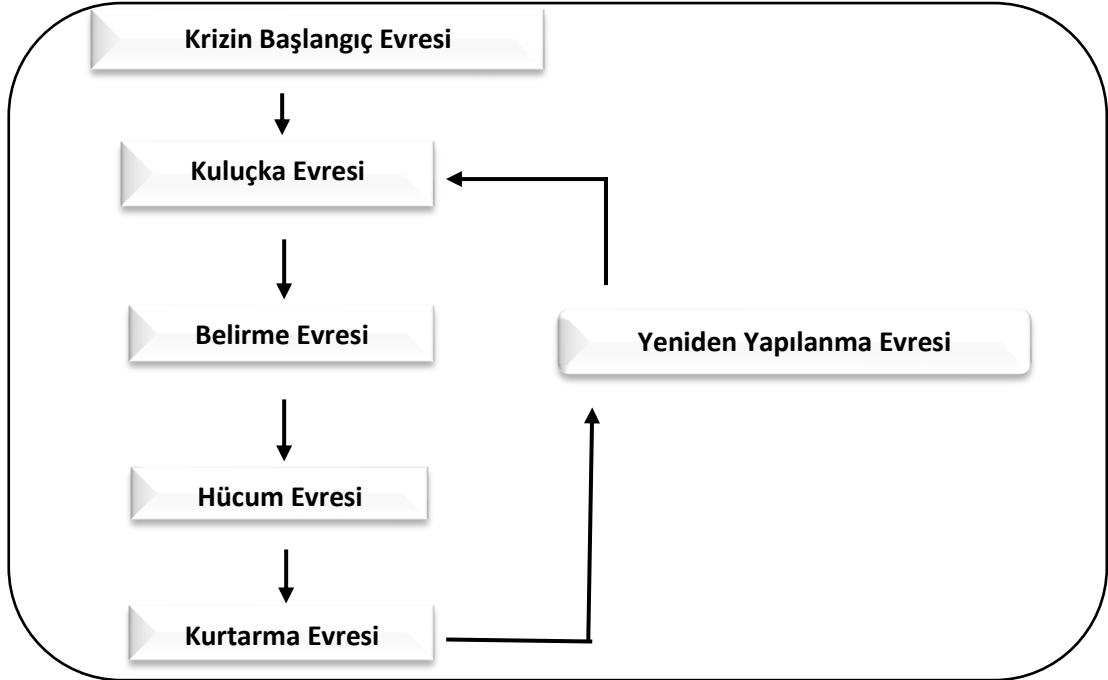 Krizin Başlangıç Evresi
Kuluçka Evresi
Belirme Evresi
Yeniden Yapılanma Evresi
Hücum Evresi
Kurtarma Evresi